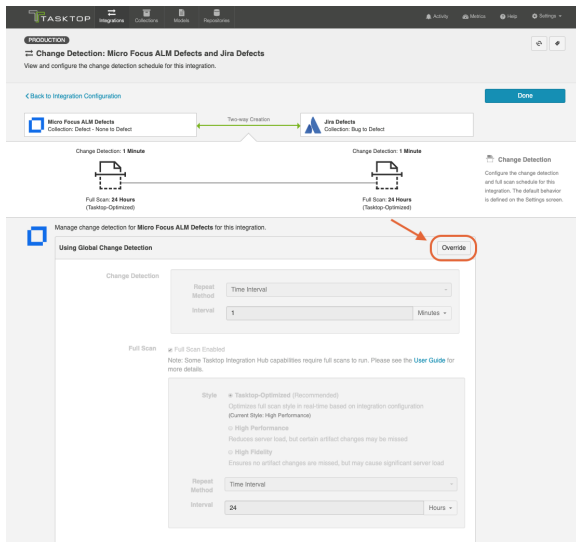 TASKTOP
Integrations
Collections
Models
Repositories
Activity
Metrics
Help
Settings
PRODUCTION
Change Detection: Micro Focus ALM Defects and Jira Defects
View and configure the change detection schedule for this integration.
Back to Integration Configuration
Done
Micro Focus ALM Defects
Collection: Defect - None to Defect
Two-way Creation
Jira Defects
Collection: Bug to Defect
Change Detection: 1 Minute
Full Scan: 24 Hours
(Tasktop-Optimized)
Change Detection: 1 Minute
Full Scan: 24 Hours
(Tasktop-Optimized)
Change Detection
Configure the change detection
and full scan schedule for this
integration. The default behavior
is defined on the Settings screen.
Manage change detection for Micro Focus ALM Defects for this integration.
Using Global Change Detection
Override
Change Detection
Repeat
Method
Time Interval
Interval
1
Minutes
Full Scan
Full Scan Enabled
Note: Some Tasktop Integration Hub capabilities require full scans to run. Please see the User Guide for
more details.
Style
Tasktop-Optimized (Recommended)
Optimizes full scan style in real-time based on integration configuration
(Current Style: High Performance)
High Performance
Reduces server load, but certain artifact changes may be missed
High Fidelity
Ensures no artifact changes are missed, but may cause significant server load
Repeat
Method
Time Interval
Interval
24
Hours